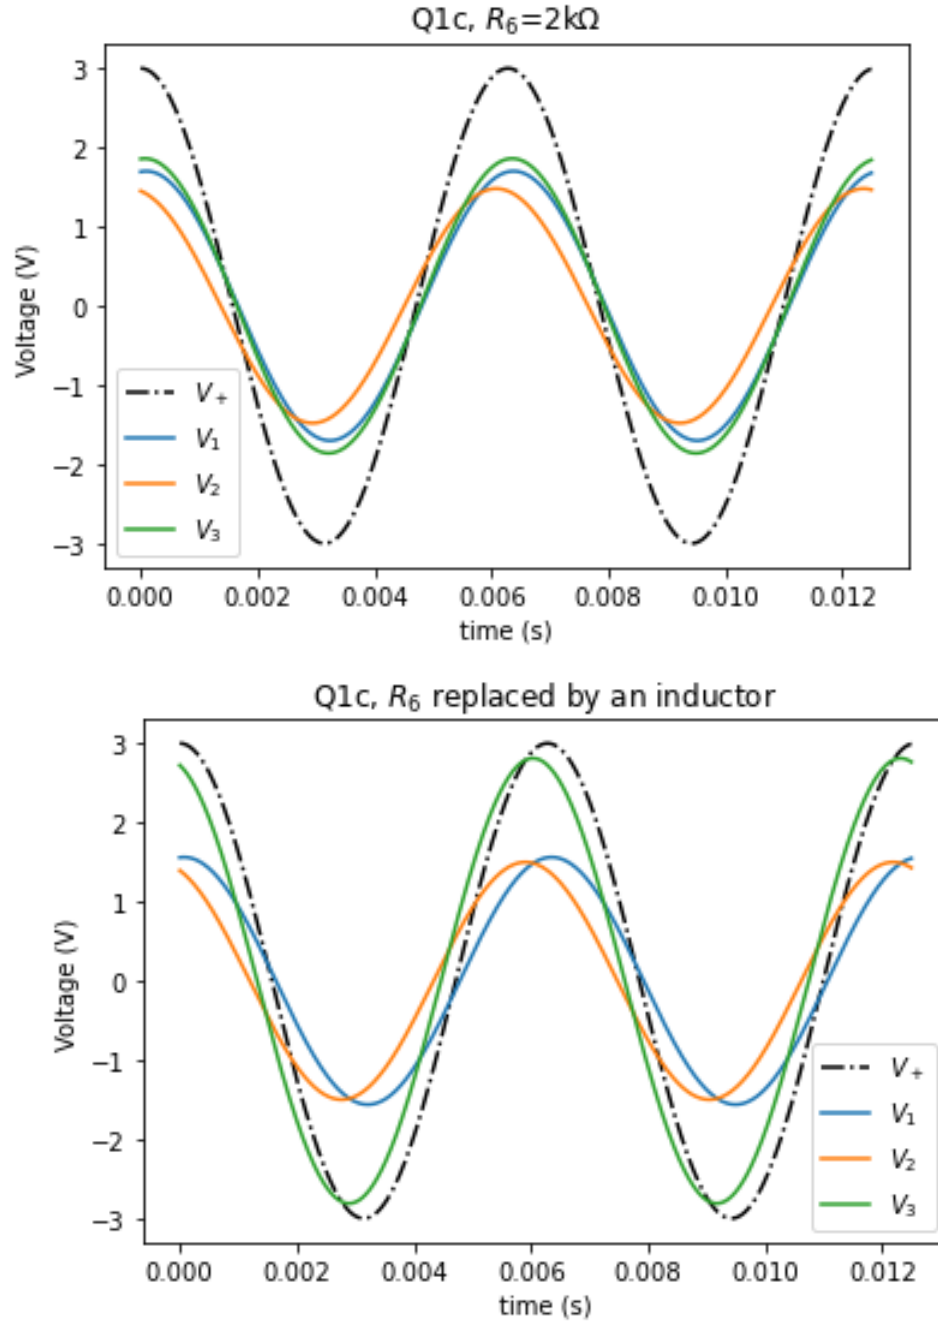 Q1c, R₆=2kΩ
3
2
1
0
−1
−2
−3
Voltage (V)
V₊
V₁
V₂
V₃
0.000 0.002 0.004 0.006 0.008 0.010 0.012
time (s)
Q1c, R₆ replaced by an inductor
3
2
1
0
−1
−2
−3
Voltage (V)
V₊
V₁
V₂
V₃
0.000 0.002 0.004 0.006 0.008 0.010 0.012
time (s)